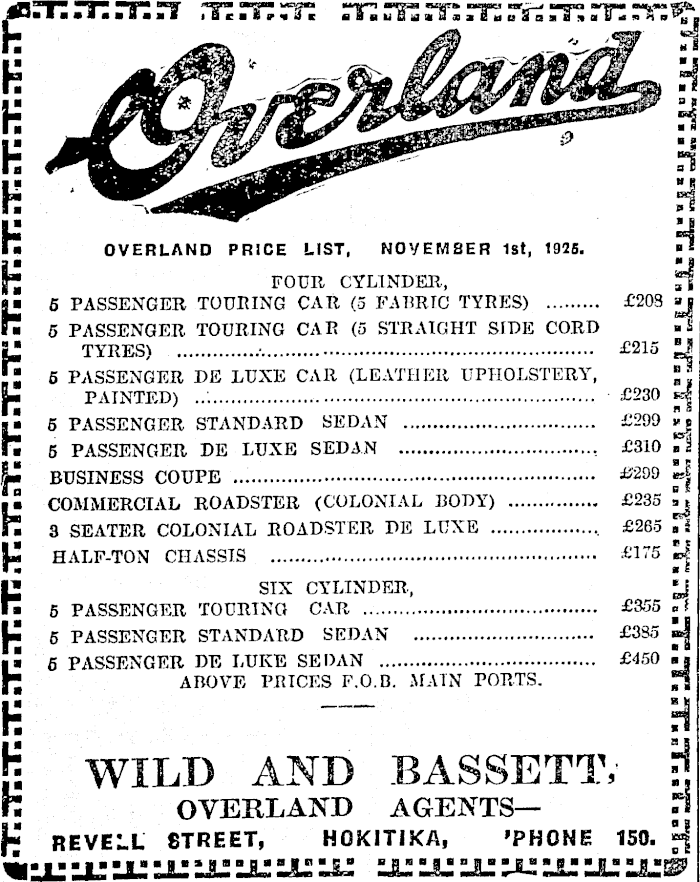 Overland
OVERLAND PRICE LIST, NOVEMBER 1st, 1925.
FOUR CYLINDER,
5 PASSENGER TOURING CAR (5 FABRIC TYRES) ......... £208
5 PASSENGER TOURING CAR (5 STRAIGHT SIDE CORD
TYRES) ............ £215
5 PASSENGER DE LUXE CAR (LEATHER UPHOLSTERY,
PAINTED) ............ £230
5 PASSENGER STANDARD SEDAN ............ £299
5 PASSENGER DE LUXE SEDAN ............ £310
BUSINESS COUPE ............ £299
COMMERCIAL ROADSTER (COLONIAL BODY) ............ £235
3 SEATER COLONIAL ROADSTER DE LUXE ............ £265
HALF-TON CHASSIS ............ £175
SIX CYLINDER,
5 PASSENGER TOURING CAR ............ £355
5 PASSENGER STANDARD SEDAN ............ £385
5 PASSENGER DE LUKE SEDAN ............ £450
ABOVE PRICES F.O.B. MAIN PORTS.
WILD AND BASSETT,
OVERLAND AGENTS—
REVELL STREET, HOKITIKA, 'PHONE 150.